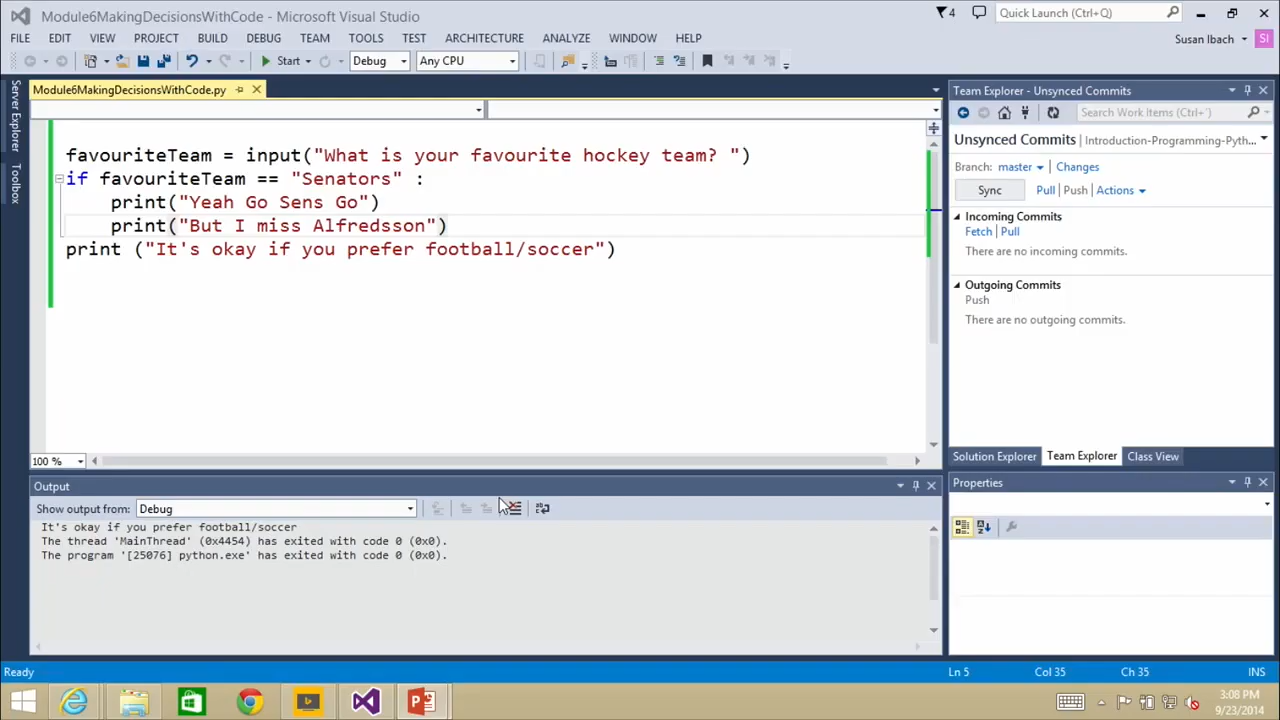 Module6MakingDecisionsWithCode - Microsoft Visual Studio
4
Quick Launch (Ctrl+Q)
FILE EDIT VIEW PROJECT BUILD DEBUG TEAM TOOLS TEST ARCHITECTURE ANALYZE WINDOW HELP
Susan Ibach SI
Start Debug Any CPU
Server Explorer
Toolbox
Module6MakingDecisionsWithCode.py
favouriteTeam = input("What is your favourite hockey team? ")
if favouriteTeam == "Senators" :
print("Yeah Go Sens Go")
print("But I miss Alfredsson")
print ("It's okay if you prefer football/soccer")
100 %
Output
Show output from: Debug
It's okay if you prefer football/soccer
The thread 'MainThread' (0x4454) has exited with code 0 (0x0).
The program '[25076] python.exe' has exited with code 0 (0x0).
Team Explorer - Unsynced Commits
Search Work Items (Ctrl+')
Unsynced Commits Introduction-Programming-Pyth...
Branch: master Changes
Sync Pull Push Actions
Incoming Commits
Fetch Pull
There are no incoming commits.
Outgoing Commits
Push
There are no outgoing commits.
Solution Explorer Team Explorer Class View
Properties
Ready Ln 5 Col 35 Ch 35 INS
3:08 PM
9/23/2014